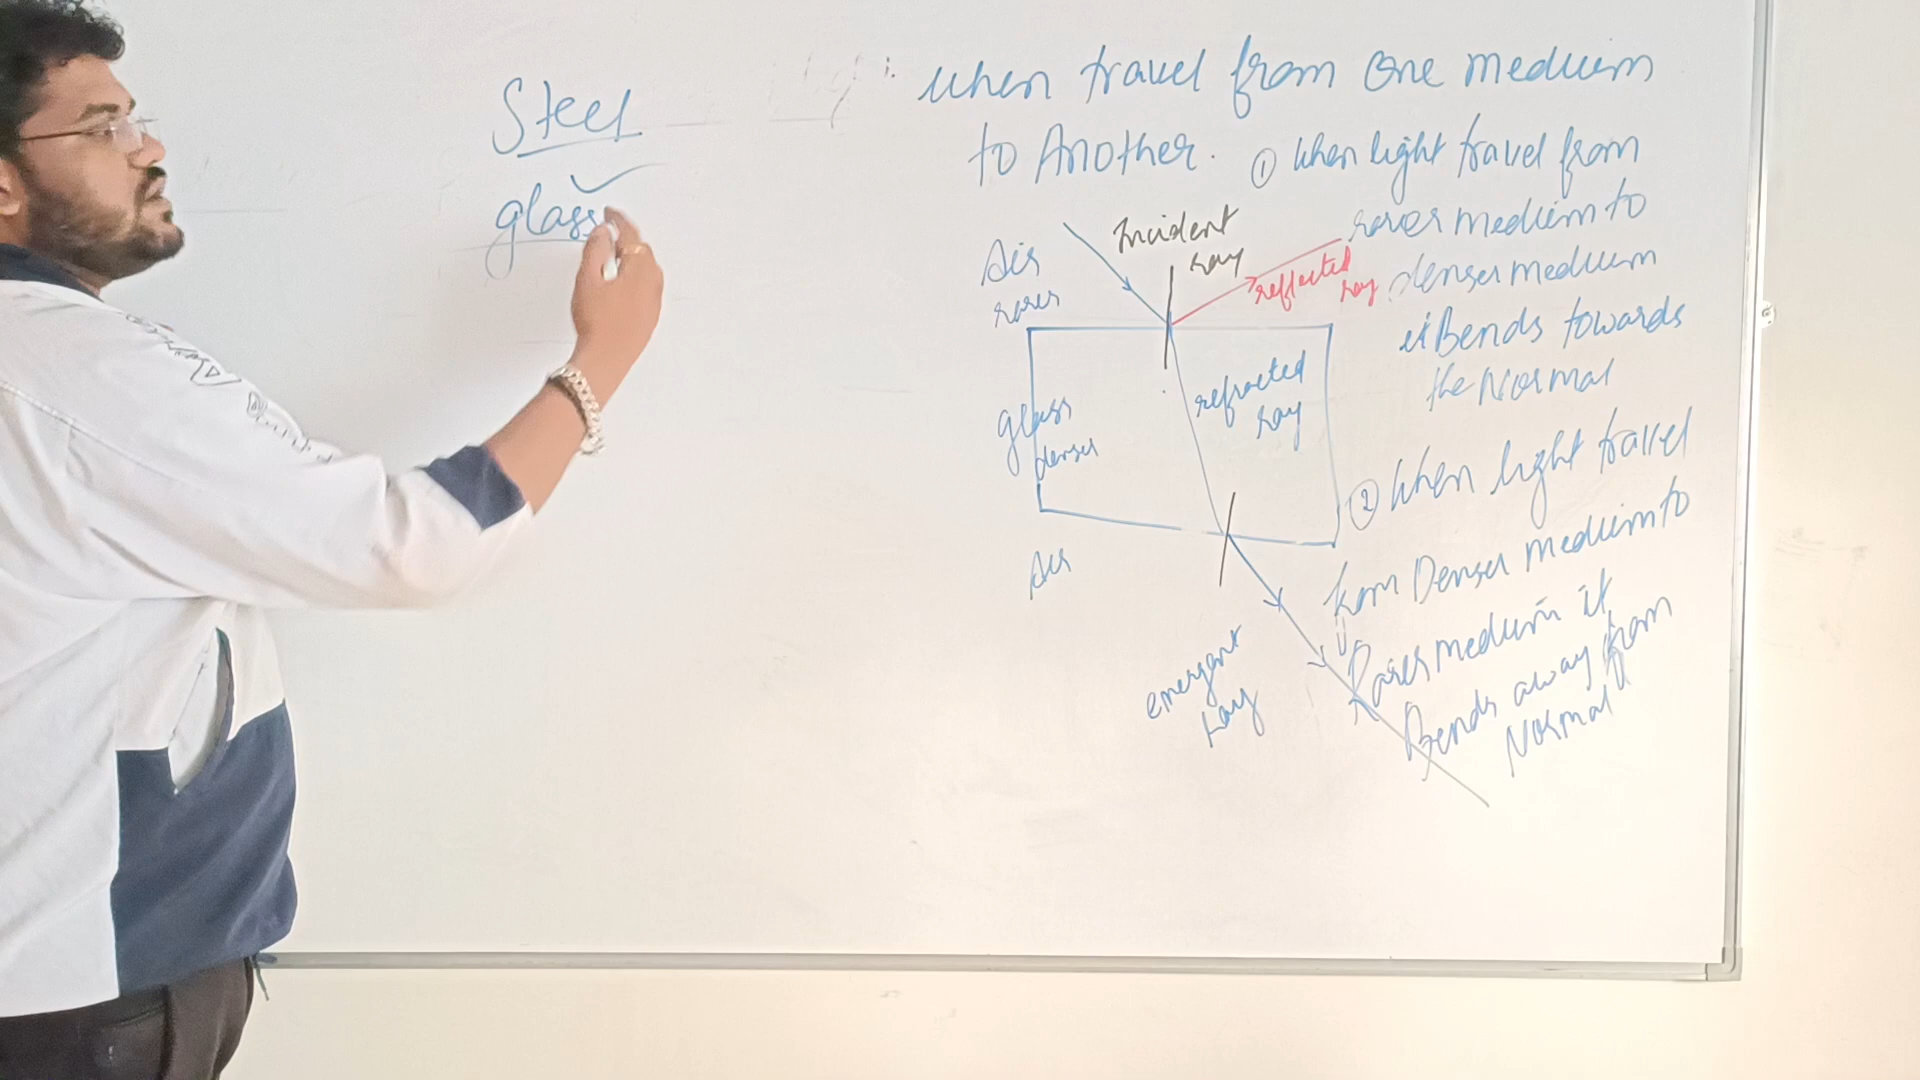 Steel
glass
when travel from One medium
to Another.
① When light travel from
rarer medium to
denser medium
it Bends towards
the Normal
Incident
ray
reflected
ray
Air
rarer
glass
denser
refracted
ray
Air
emergent
ray
② When light travel
from Denser medium to
Rarer medium it
Bends away from
Normal